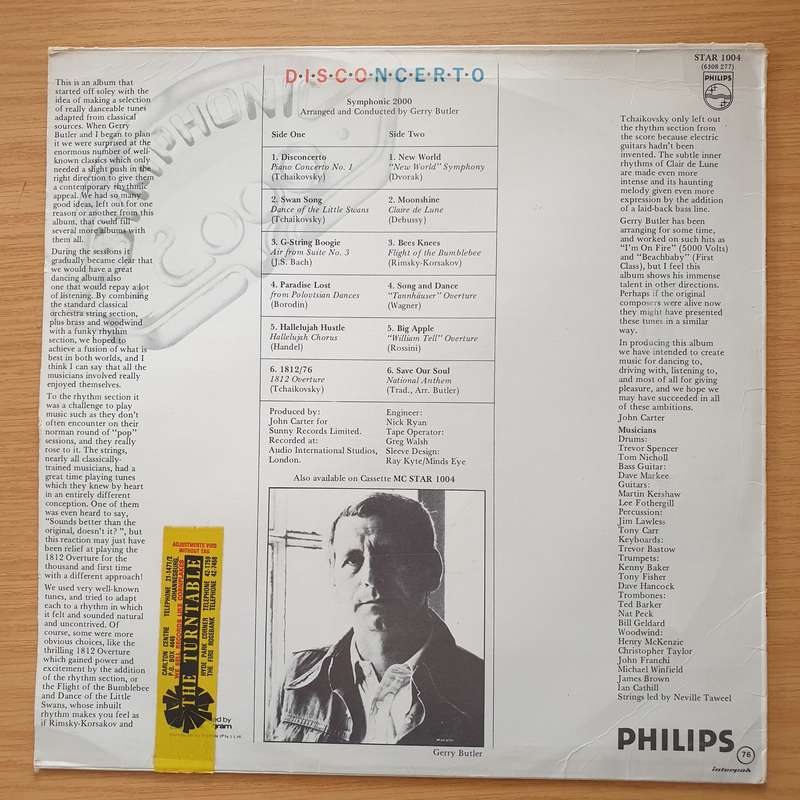 STAR 1004
(6308 277)
PHILIPS
D·I·S·C·O·N·C·E·R·T·O
Symphonic 2000
Arranged and Conducted by Gerry Butler
Side One
1. Disconcerto
Piano Concerto No. 1
(Tchaikovsky)
2. Swan Song
Dance of the Little Swans
(Tchaikovsky)
3. G-String Boogie
Air from Suite No. 3
(J.S. Bach)
4. Paradise Lost
from Polovtsian Dances
(Borodin)
5. Hallelujah Hustle
Hallelujah Chorus
(Handel)
6. 1812/76
1812 Overture
(Tchaikovsky)
Side Two
1. New World
"New World" Symphony
(Dvorak)
2. Moonshine
Claire de Lune
(Debussy)
3. Bees Knees
Flight of the Bumblebee
(Rimsky-Korsakov)
4. Song and Dance
"Tannhäuser" Overture
(Wagner)
5. Big Apple
"William Tell" Overture
(Rossini)
6. Save Our Soul
National Anthem
(Trad., Arr. Butler)
Produced by:
John Carter for
Sunny Records Limited.
Recorded at:
Audio International Studios,
London.
Engineer:
Nick Ryan
Tape Operator:
Greg Walsh
Sleeve Design:
Ray Kyte/Minds Eye
Also available on Cassette MC STAR 1004
Gerry Butler
SYMPHONIC
2000
This is an album that
started off soley with the
idea of making a selection
of really danceable tunes
adapted from classical
sources. When Gerry
Butler and I began to plan
it we were surprised at the
enormous number of well-
known classics which only
needed a slight push in the
right direction to give them
a contemporary rhythmic
appeal. We had so many
good ideas, left out for one
reason or another from this
album, that could fill
several more albums with
them all.
During the sessions it
gradually became clear that
we would have a great
dancing album also
one that would repay a lot
of listening. By combining
the standard classical
orchestra string section,
plus brass and woodwind
with a funky rhythm
section, we hoped to
achieve a fusion of what is
best in both worlds, and I
think I can say that all the
musicians involved really
enjoyed themselves.
To the rhythm section it
was a challenge to play
music such as they don't
often encounter on their
norman round of "pop"
sessions, and they really
rose to it. The strings,
nearly all classically-
trained musicians, had a
great time playing tunes
which they knew by heart
in an entirely different
conception. One of them
was even heard to say,
"Sounds better than the
original, doesn't it? ", but
this reaction may just have
been relief at playing the
1812 Overture for the
thousand and first time
with a different approach!
We used very well-known
tunes, and tried to adapt
each to a rhythm in which
it felt and sounded natural
and uncontrived. Of
course, some were more
obvious choices, like the
thrilling 1812 Overture
which gained power and
excitement by the addition
of the rhythm section, or
the Flight of the Bumblebee
and Dance of the Little
Swans, whose inbuilt
rhythm makes you feel as
if Rimsky-Korsakov and
Tchaikovsky only left out
the rhythm section from
the score because electric
guitars hadn't been
invented. The subtle inner
rhythms of Clair de Lune
are made even more
intense and its haunting
melody given even more
expression by the addition
of a laid-back bass line.
Gerry Butler has been
arranging for some time,
and worked on such hits as
"I'm On Fire" (5000 Volts)
and "Beachbaby" (First
Class), but I feel this
album shows his immense
talent in other directions.
Perhaps if the original
composers were alive now
they might have presented
these tunes in a similar
way.
In producing this album
we have intended to create
music for dancing to,
driving with, listening to,
and most of all for giving
pleasure, and we hope we
may have succeeded in all
of these ambitions.
John Carter
Musicians
Drums:
Trevor Spencer
Tom Nicholl
Bass Guitar:
Dave Markee
Guitars:
Martin Kershaw
Lee Fothergill
Percussion:
Jim Lawless
Tony Carr
Keyboards:
Trevor Bastow
Trumpets:
Kenny Baker
Tony Fisher
Dave Hancock
Trombones:
Ted Barker
Nat Peck
Bill Geldard
Woodwind:
Henry McKenzie
Christopher Taylor
John Franchi
Michael Winfield
James Brown
Ian Cathill
Strings led by Neville Taweel
ADJUSTMENTS VOID
WITHOUT TAB
THE TURNTABLE
WE SELL RECORDS LIKE
CARLTON CENTRE TELEPHONE 21-1471/2
P.O. BOX 4646 JOHANNESBURG.
HYDE PARK CORNER TELEPHONE 42-1759
THE FIRS ROSEBANK TELEPHONE 42-7468
ed by
gram
PHILIPS
76
interpak